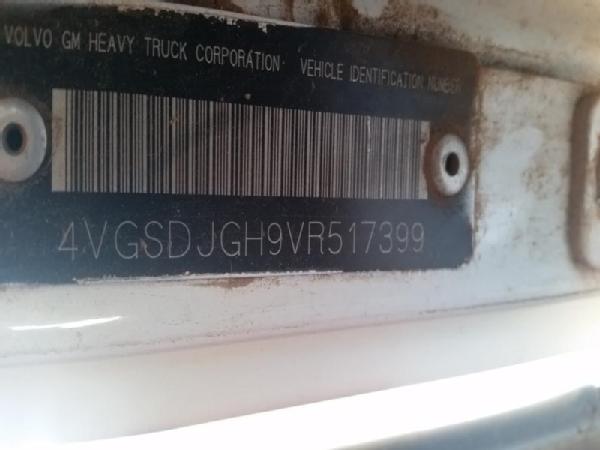 VOLVO GM HEAVY TRUCK CORPORATION VEHICLE IDENTIFICATION NUMBER
4VGSDJGH9VR517399